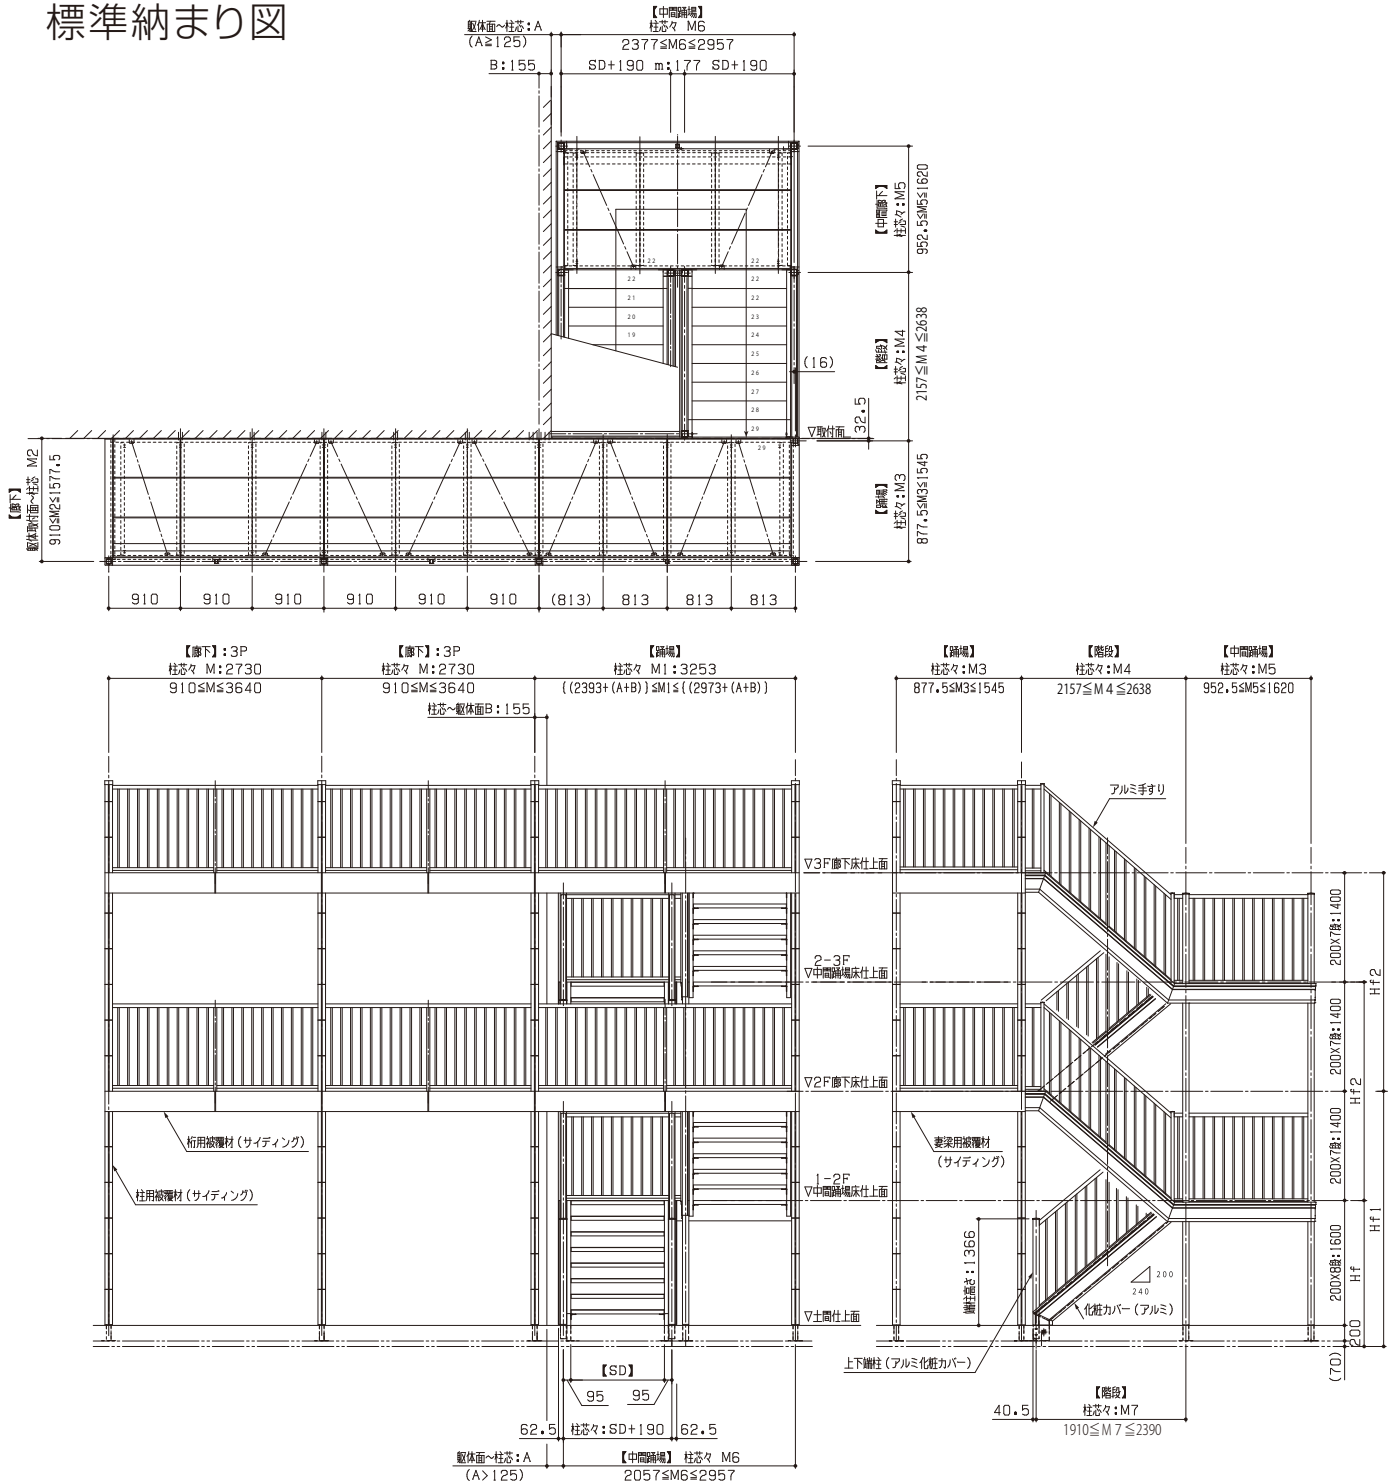 標準納まり図
躯体面~柱芯:A
(A≧125)
【中間踊場】
柱芯々 M6
2377≦M6≦2957
B:155
SD+190 m:177 SD+190
【中間廊下】
柱芯々:M5
952.5≦M5≦1620
22
22
22
22
21
22
20
23
19
24
25
26
27
28
29
29
(16)
【階段】
柱芯々:M4
2157≦M4≦2638
▽取付面
32.5
【踊場】
柱芯々:M3
877.5≦M3≦1545
【廊下】
躯体取付面~柱芯 M2
910≦M2≦1577.5
910
910
910
910
910
910
(813)
813
813
813
【廊下】:3P
柱芯々 M:2730
910≦M≦3640
【廊下】:3P
柱芯々 M:2730
910≦M≦3640
【踊場】
柱芯々 M1:3253
{(2393+(A+B)}≦M1≦{(2973+(A+B)}
柱芯~躯体面B:155
【踊場】
柱芯々:M3
877.5≦M3≦1545
【階段】
柱芯々:M4
2157≦M4≦2638
【中間踊場】
柱芯々:M5
952.5≦M5≦1620
アルミ手すり
▽3F廊下床仕上面
2-3F
▽中間踊場床仕上面
▽2F廊下床仕上面
1-2F
▽中間踊場床仕上面
▽土間仕上面
桁用被覆材(サイディング)
柱用被覆材(サイディング)
妻梁用被覆材
(サイディング)
端柱高さ:1366
200
240
化粧カバー(アルミ)
上下端柱(アルミ化粧カバー)
200X7段:1400
200X7段:1400
200X7段:1400
200X8段:1600
200
(70)
Hf2
Hf2
Hf1
Hf
【SD】
95
95
62.5
柱芯々:SD+190
62.5
躯体面~柱芯:A
(A>125)
【中間踊場】 柱芯々 M6
2057≦M6≦2957
40.5
【階段】
柱芯々:M7
1910≦M7≦2390